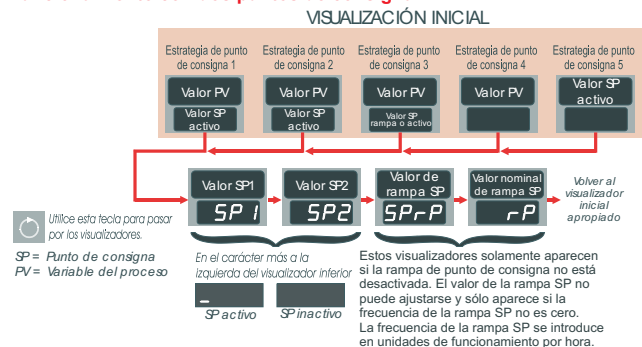 VISUALIZACIÓN INICIAL
Estrategia de punto de consigna 1
Estrategia de punto de consigna 2
Estrategia de punto de consigna 3
Estrategia de punto de consigna 4
Estrategia de punto de consigna 5
Valor PV
Valor SP activo
Valor PV
Valor SP activo
Valor PV
Valor SP rampa o activo
Valor PV
Valor SP activo
Valor SP1
SP1
Valor SP2
SP2
Valor de rampa SP
SPrP
Valor nominal de rampa SP
rP
Volver al visualizador inicial apropiado
Utilice esta tecla para pasar por los visualizadores.
SP = Punto de consigna
PV = Variable del proceso
En el carácter más a la izquierda del visualizador inferior
SP activo
SP inactivo
Estos visualizadores solamente aparecen
si la rampa de punto de consigna no está
desactivada. El valor de la rampa SP no
puede ajustarse y sólo aparece si la
frecuencia de la rampa SP no es cero.
La frecuencia de la rampa SP se introduce
en unidades de funcionamiento por hora.